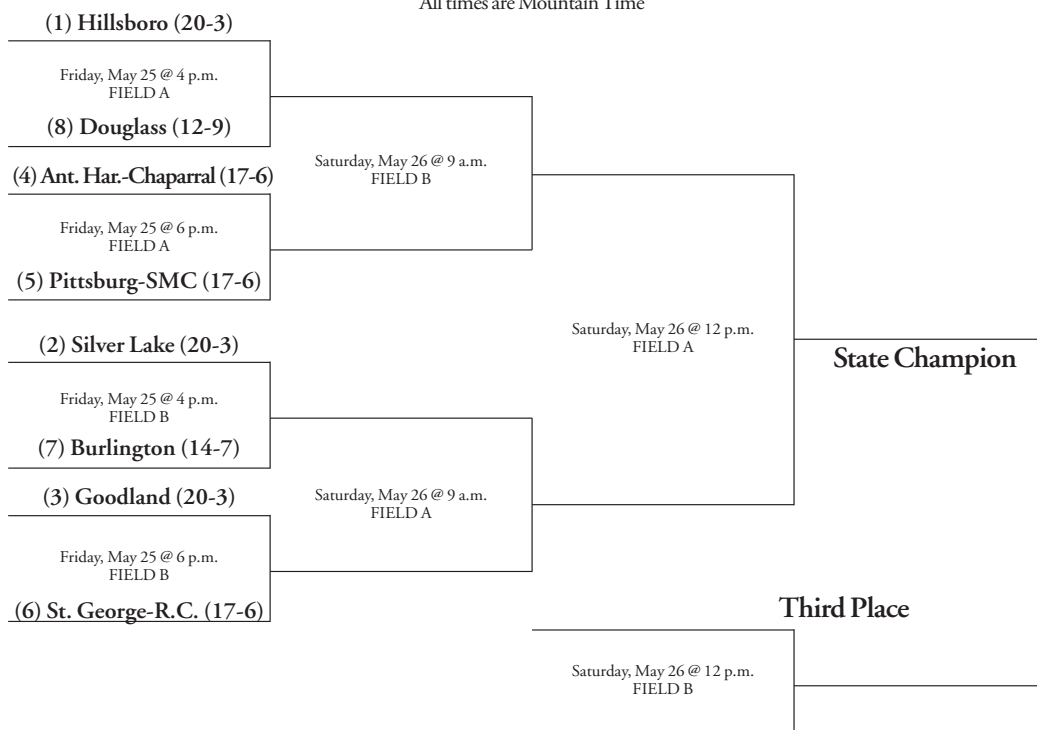 All times are Mountain Time
(1) Hillsboro (20-3)
Friday, May 25 @ 4 p.m.
FIELD A
(8) Douglass (12-9)
(4) Ant. Har.-Chaparral (17-6)
Friday, May 25 @ 6 p.m.
FIELD A
(5) Pittsburg-SMC (17-6)
Saturday, May 26 @ 9 a.m.
FIELD B
(2) Silver Lake (20-3)
Friday, May 25 @ 4 p.m.
FIELD B
(7) Burlington (14-7)
(3) Goodland (20-3)
Friday, May 25 @ 6 p.m.
FIELD B
(6) St. George-R.C. (17-6)
Saturday, May 26 @ 9 a.m.
FIELD A
Saturday, May 26 @ 12 p.m.
FIELD A
State Champion
Third Place
Saturday, May 26 @ 12 p.m.
FIELD B